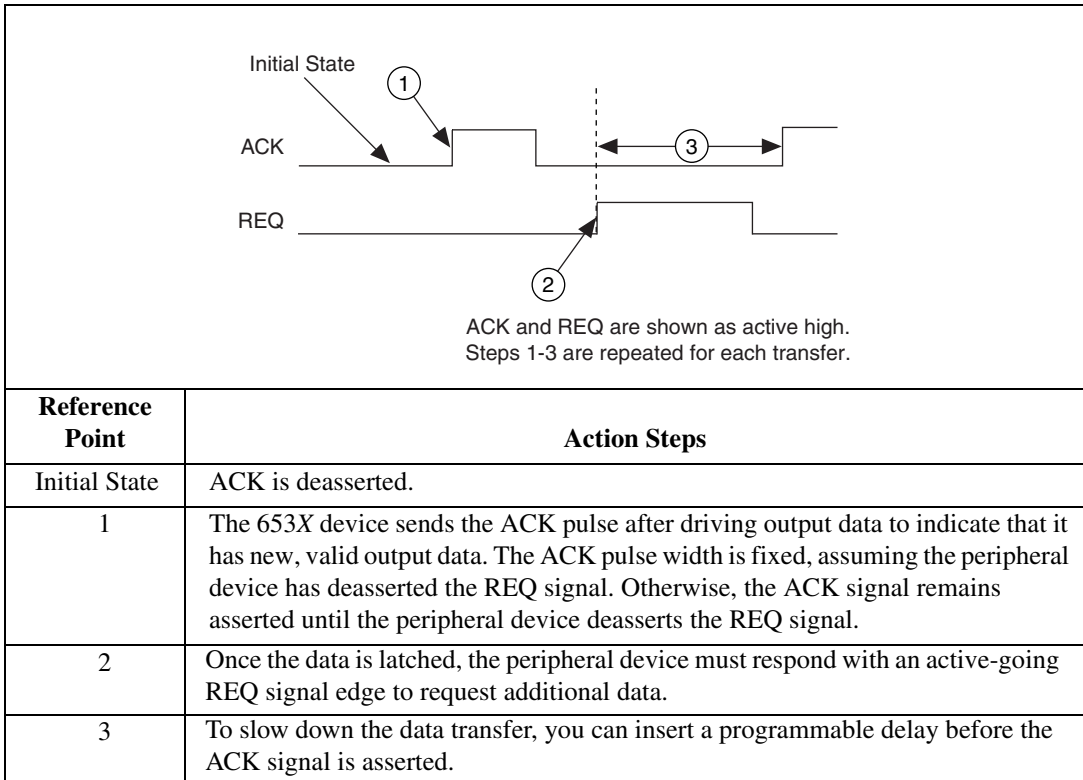 Initial State
1
ACK
3
REQ
2
ACK and REQ are shown as active high.
Steps 1-3 are repeated for each transfer.
Reference
Point
Action Steps
Initial State
ACK is deasserted.
1
The 653X device sends the ACK pulse after driving output data to indicate that it
has new, valid output data. The ACK pulse width is fixed, assuming the peripheral
device has deasserted the REQ signal. Otherwise, the ACK signal remains
asserted until the peripheral device deasserts the REQ signal.
2
Once the data is latched, the peripheral device must respond with an active-going
REQ signal edge to request additional data.
3
To slow down the data transfer, you can insert a programmable delay before the
ACK signal is asserted.